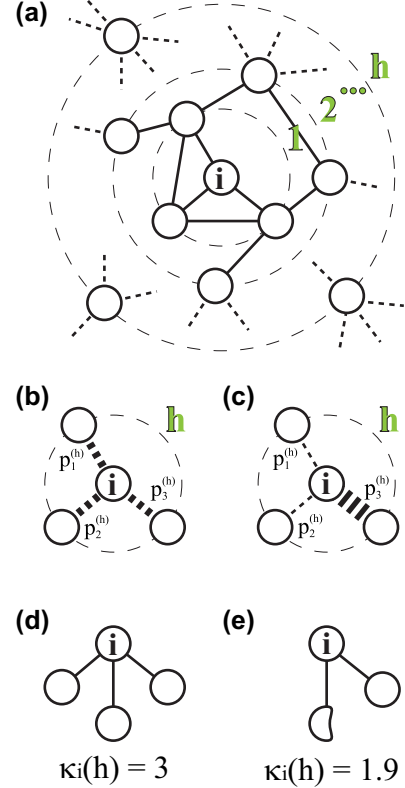 (a)
h
2
1
i
(b)
h
(c)
h
p₁⁽ʰ⁾
i
p₃⁽ʰ⁾
p₂⁽ʰ⁾
p₁⁽ʰ⁾
i
p₃⁽ʰ⁾
p₂⁽ʰ⁾
(d)
(e)
i
i
κi(h) = 3
κi(h) = 1.9